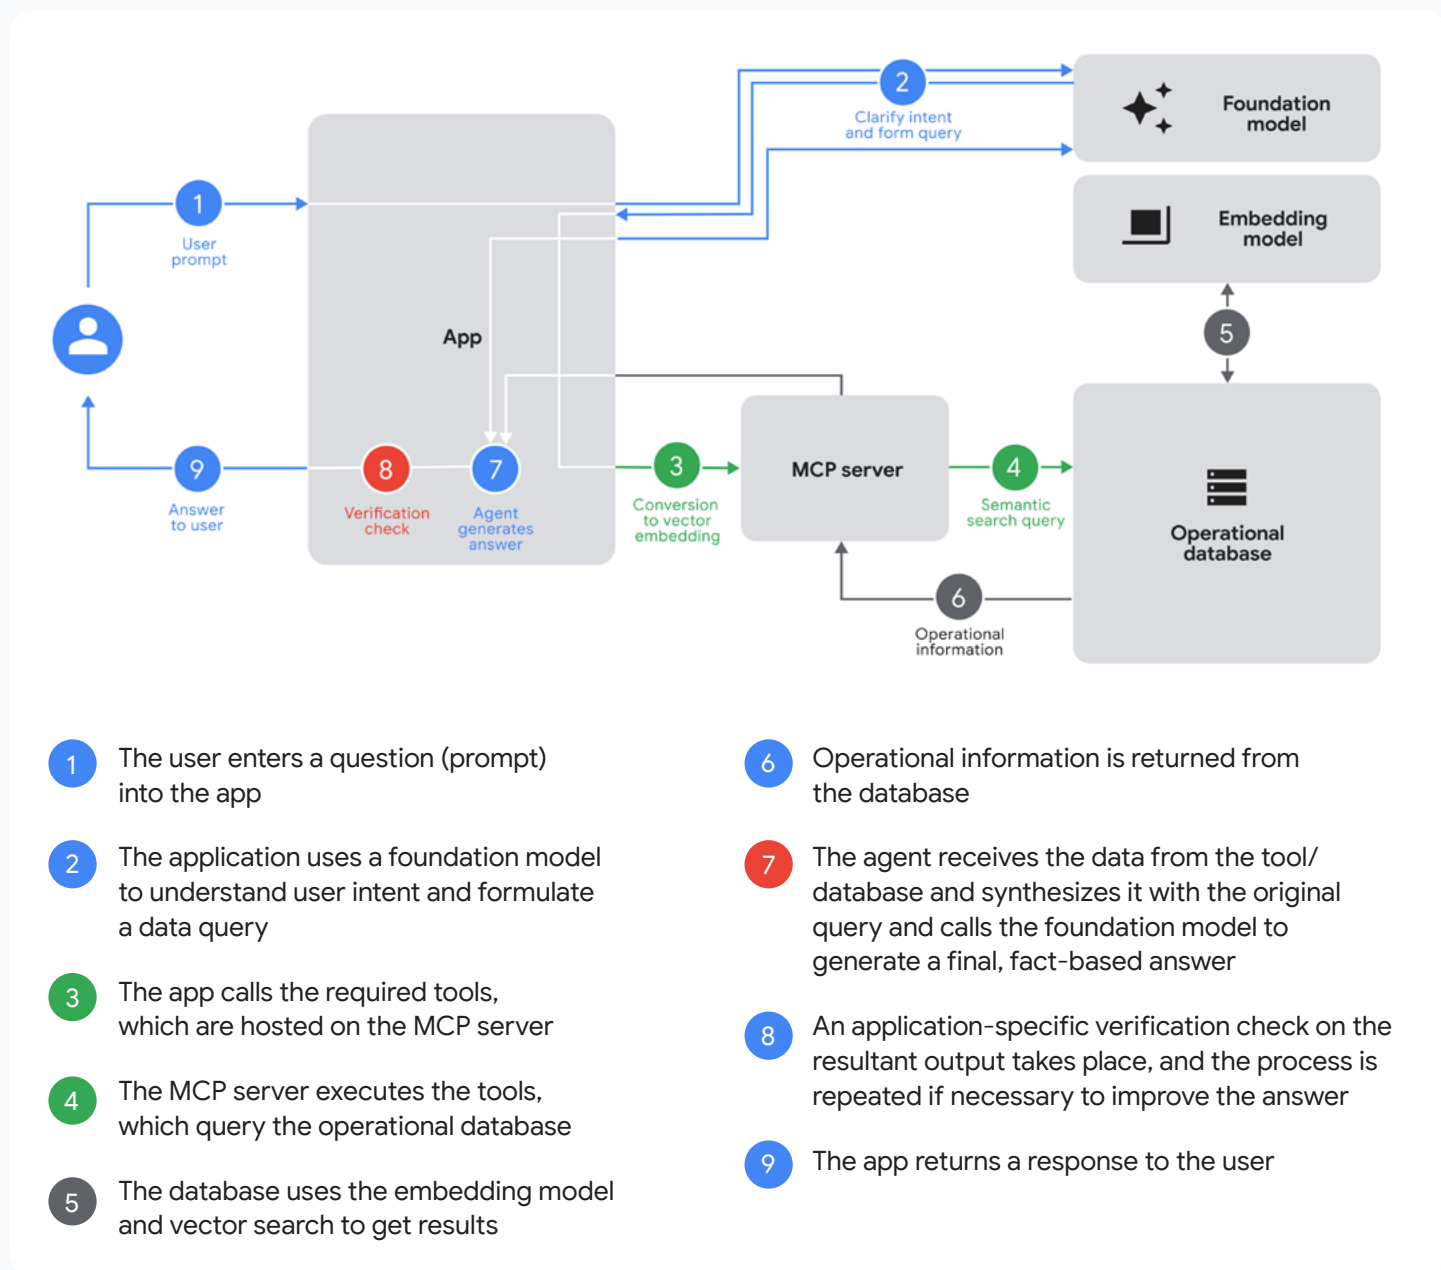 2
Clarify intent
and form query
Foundation
model
1
User
prompt
Embedding
model
App
5
9
Answer
to user
8
Verification
check
7
Agent
generates
answer
3
Conversion
to vector
embedding
MCP server
4
Semantic
search query
Operational
database
6
Operational
information
1
The user enters a question (prompt)
into the app
2
The application uses a foundation model
to understand user intent and formulate
a data query
3
The app calls the required tools,
which are hosted on the MCP server
4
The MCP server executes the tools,
which query the operational database
5
The database uses the embedding model
and vector search to get results
6
Operational information is returned from
the database
7
The agent receives the data from the tool/
database and synthesizes it with the original
query and calls the foundation model to
generate a final, fact-based answer
8
An application-specific verification check on the
resultant output takes place, and the process is
repeated if necessary to improve the answer
9
The app returns a response to the user